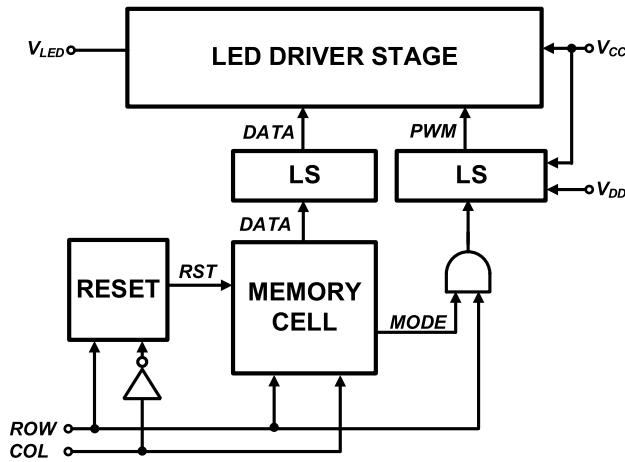 LED DRIVER STAGE
VLED
VCC
DATA
PWM
LS
LS
VDD
DATA
RESET
RST
MEMORY
CELL
MODE
ROW
COL